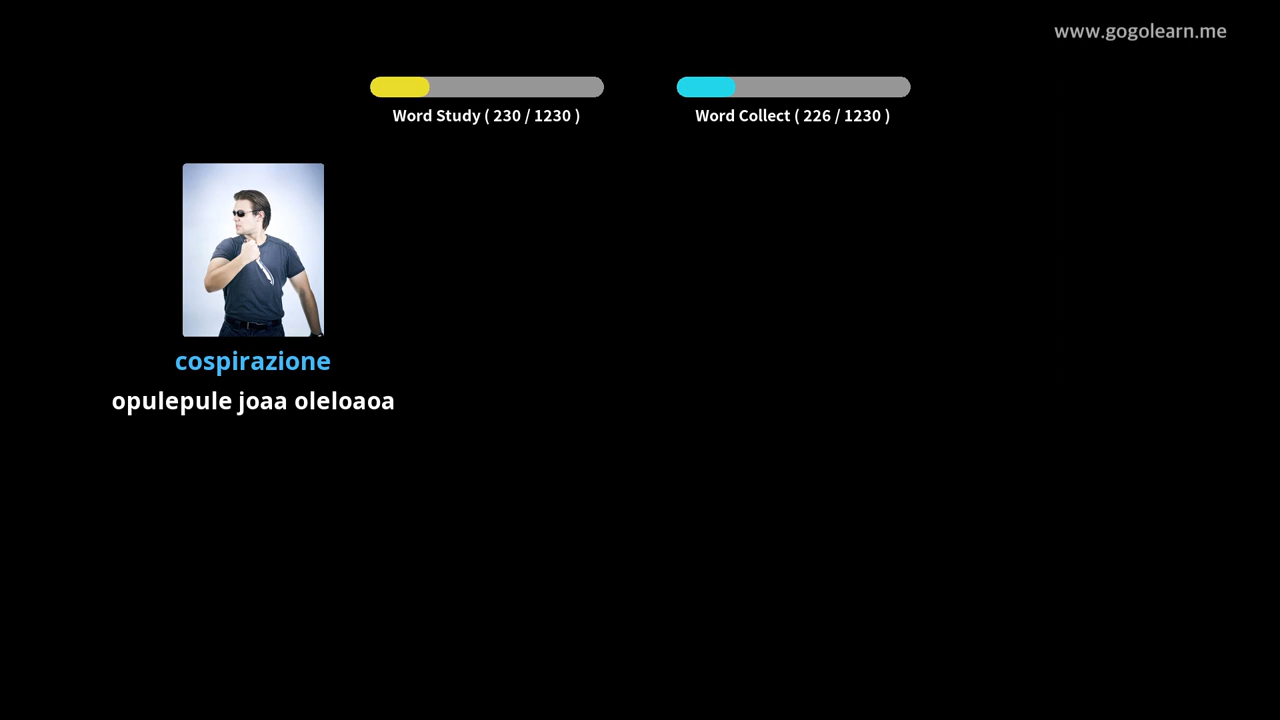 www.gogolearn.me
Word Study ( 230 / 1230 )
Word Collect ( 226 / 1230 )
cospirazione
opulepule joaa oleloaoa